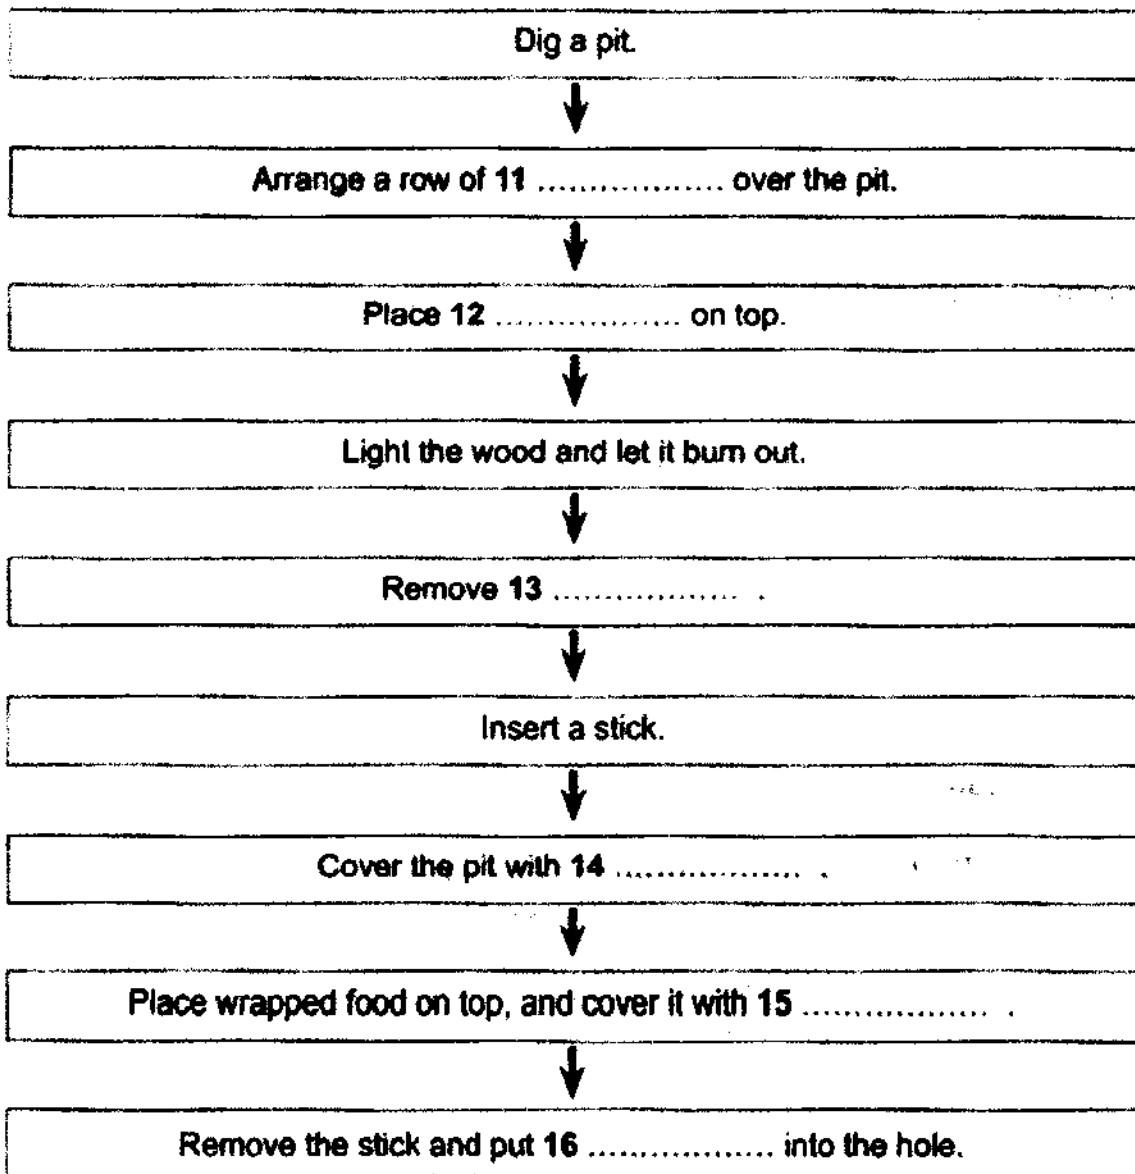 Dig a pit.
Arrange a row of 11 .................. over the pit.
Place 12 .................. on top.
Light the wood and let it burn out.
Remove 13 .................. .
Insert a stick.
Cover the pit with 14 .................. .
Place wrapped food on top, and cover it with 15 .................. .
Remove the stick and put 16 .................. into the hole.